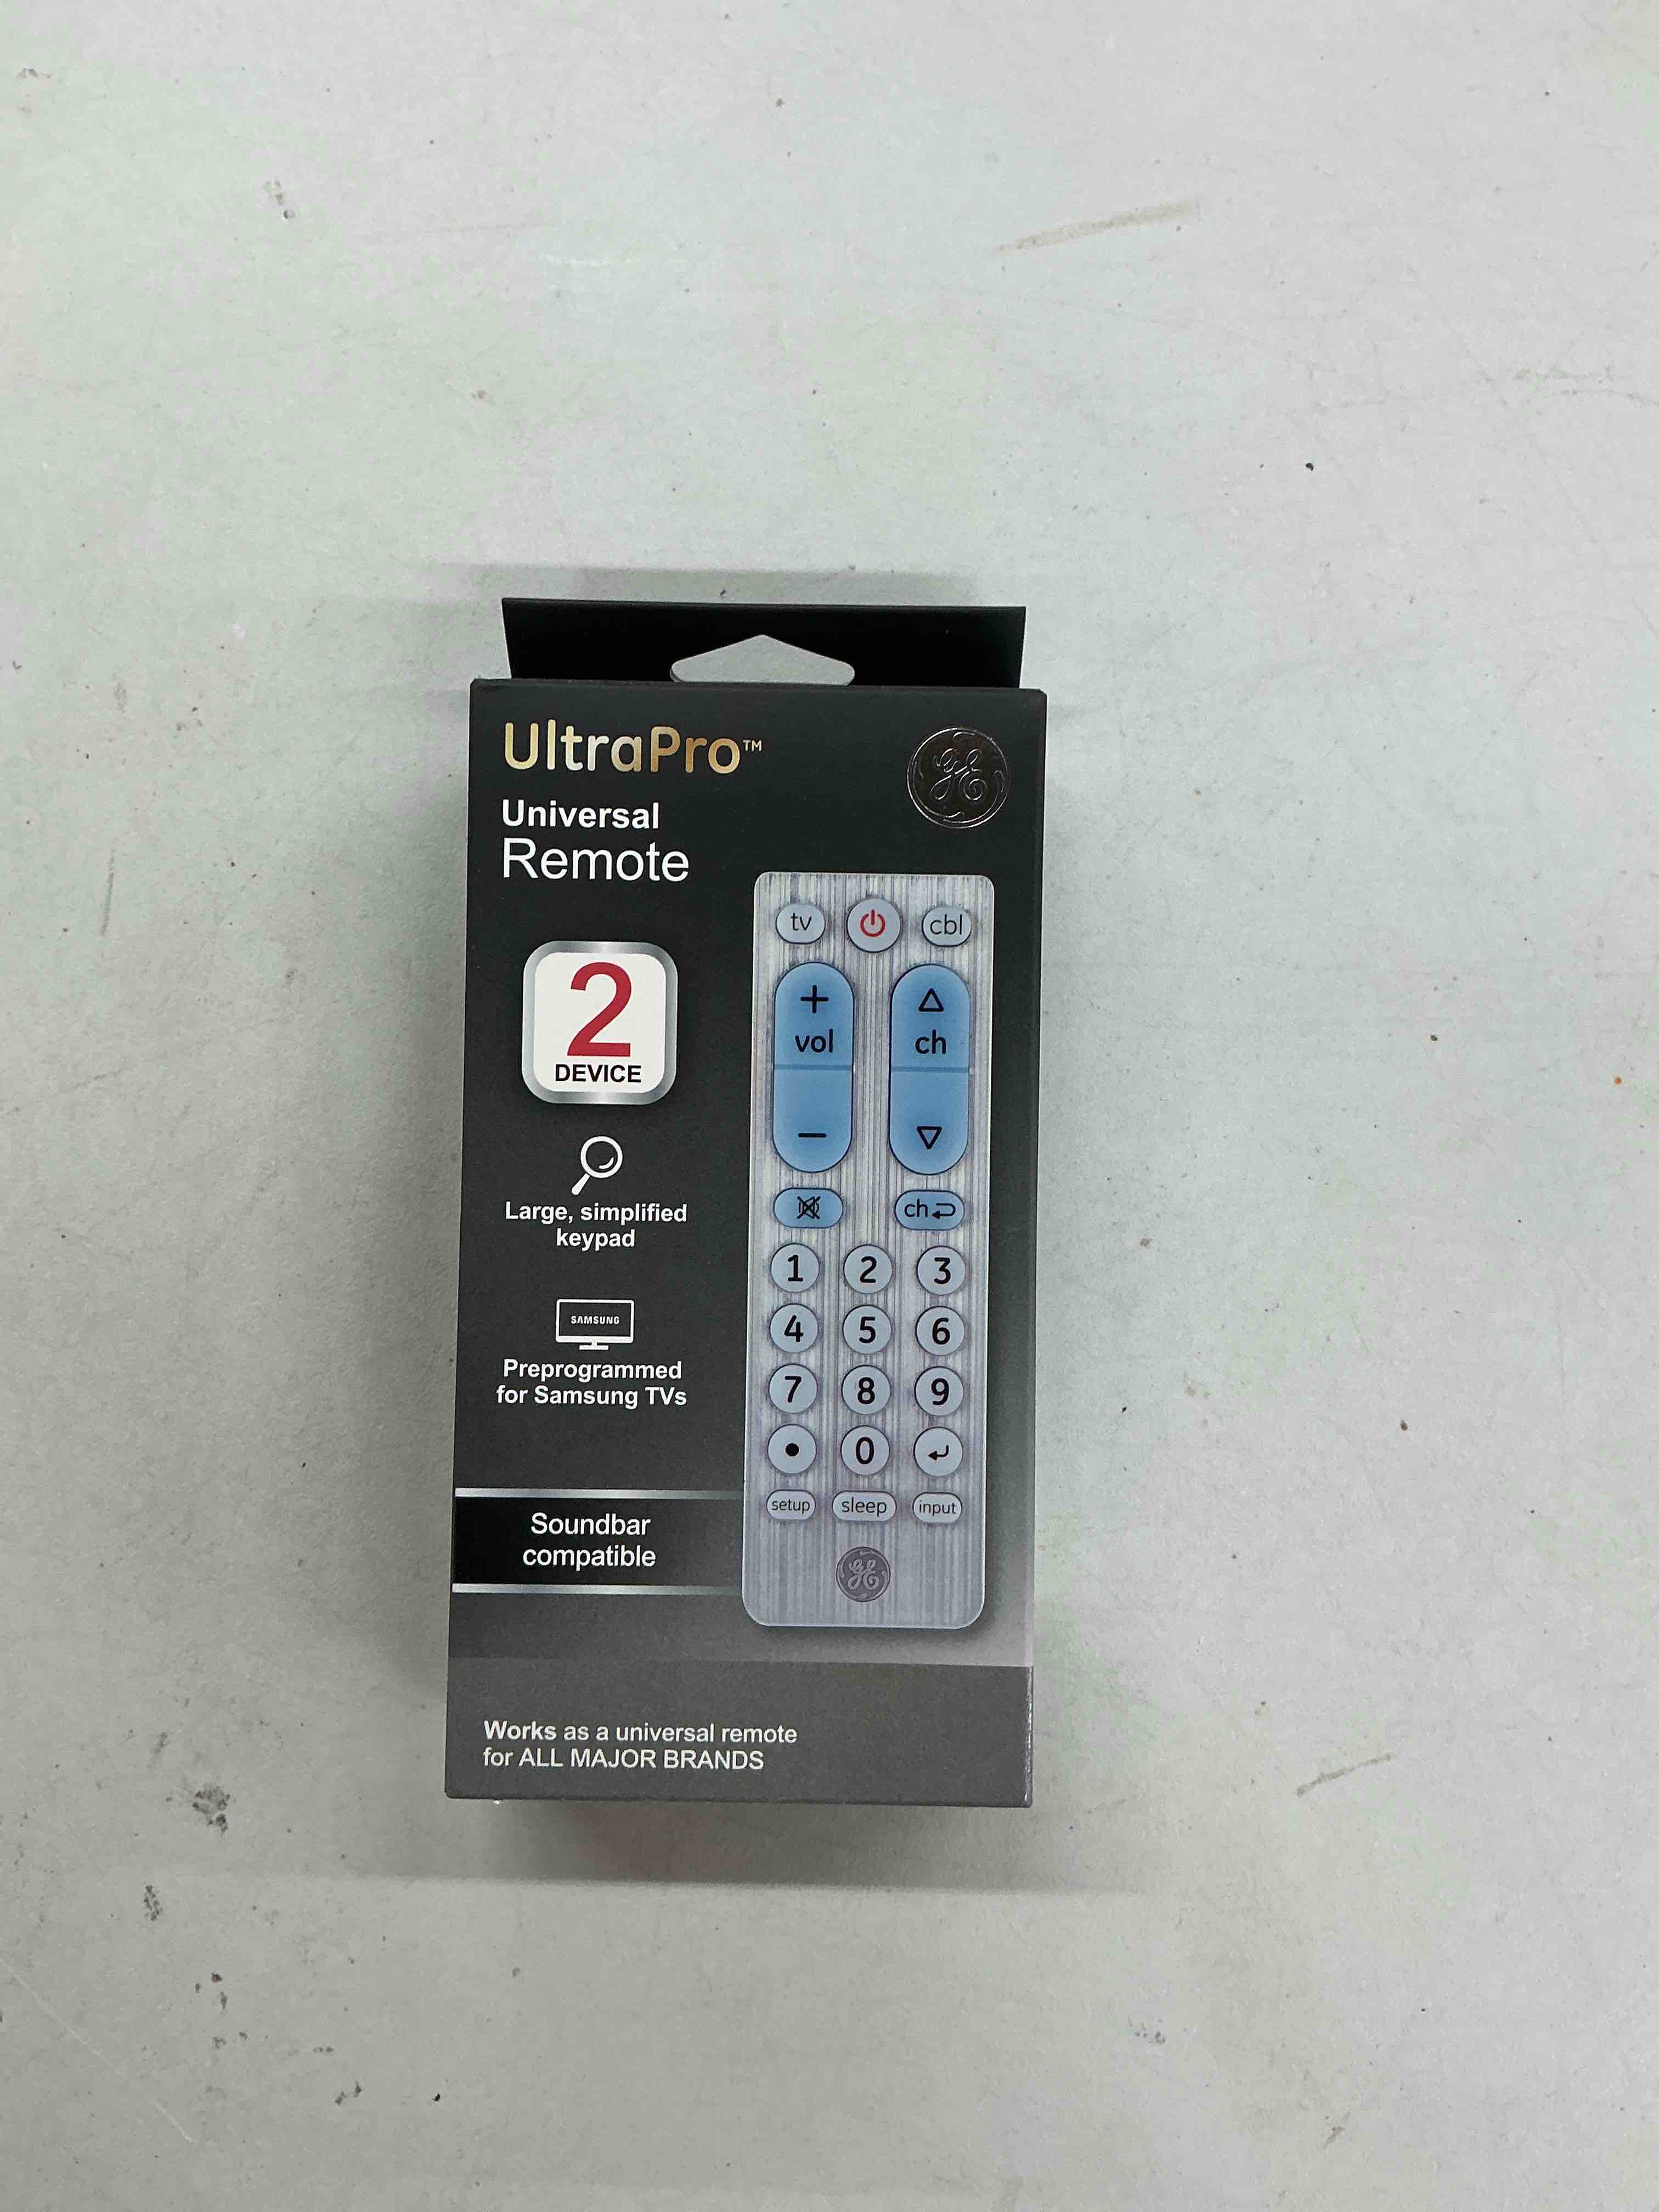 UltraPro™
GE
Universal
Remote
2
DEVICE
Large, simplified
keypad
SAMSUNG
Preprogrammed
for Samsung TVs
Soundbar
compatible
tv cbl
+
vol ch
−
ch
1 2 3
4 5 6
7 8 9
• 0
setup sleep input
GE
Works as a universal remote
for ALL MAJOR BRANDS